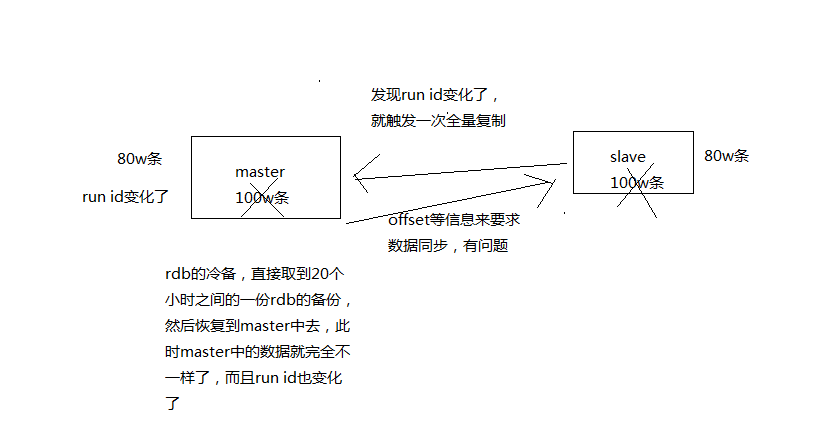 发现run id变化了，
就触发一次全量复制
80w条
master
100w条
run id变化了
slave
100w条
80w条
offset等信息来要求
数据同步，有问题
rdb的冷备，直接取到20个
小时之间的一份rdb的备份，
然后恢复到master中去，此
时master中的数据就完全不
一样了，而且run id也变化
了